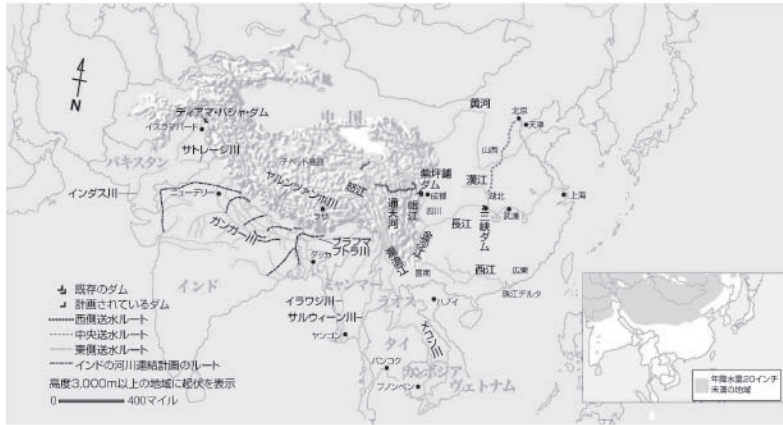 N
ディアマ・バシャ・ダム
イスラマバード
サトレージ川
パキスタン
インダス川
ニューデリー
ガンガー川
インド
チベット高原
ヤルンツァンポ川
ラサ
ブラフマ
プトラ川
ダッカ
中国
怒江
通天河
岷江
紫坪鋪
ダム
成都
四川
金沙江
瀾滄江
雲南
黄河
北京
天津
山西
漢江
湖北
武漢
三峡ダム
長江
上海
西江
広東
珠江デルタ
ミャンマー
イラワジ川
サルウィーン川
ヤンゴン
ラオス
ハノイ
タイ
メコン川
バンコク
カンボジア
プノンペン
ヴェトナム
既存のダム
計画されているダム
西側送水ルート
中央送水ルート
東側送水ルート
インドの河川連結計画のルート
高度3,000m以上の地域に起伏を表示
0 400マイル
年降水量20インチ
未満の地域